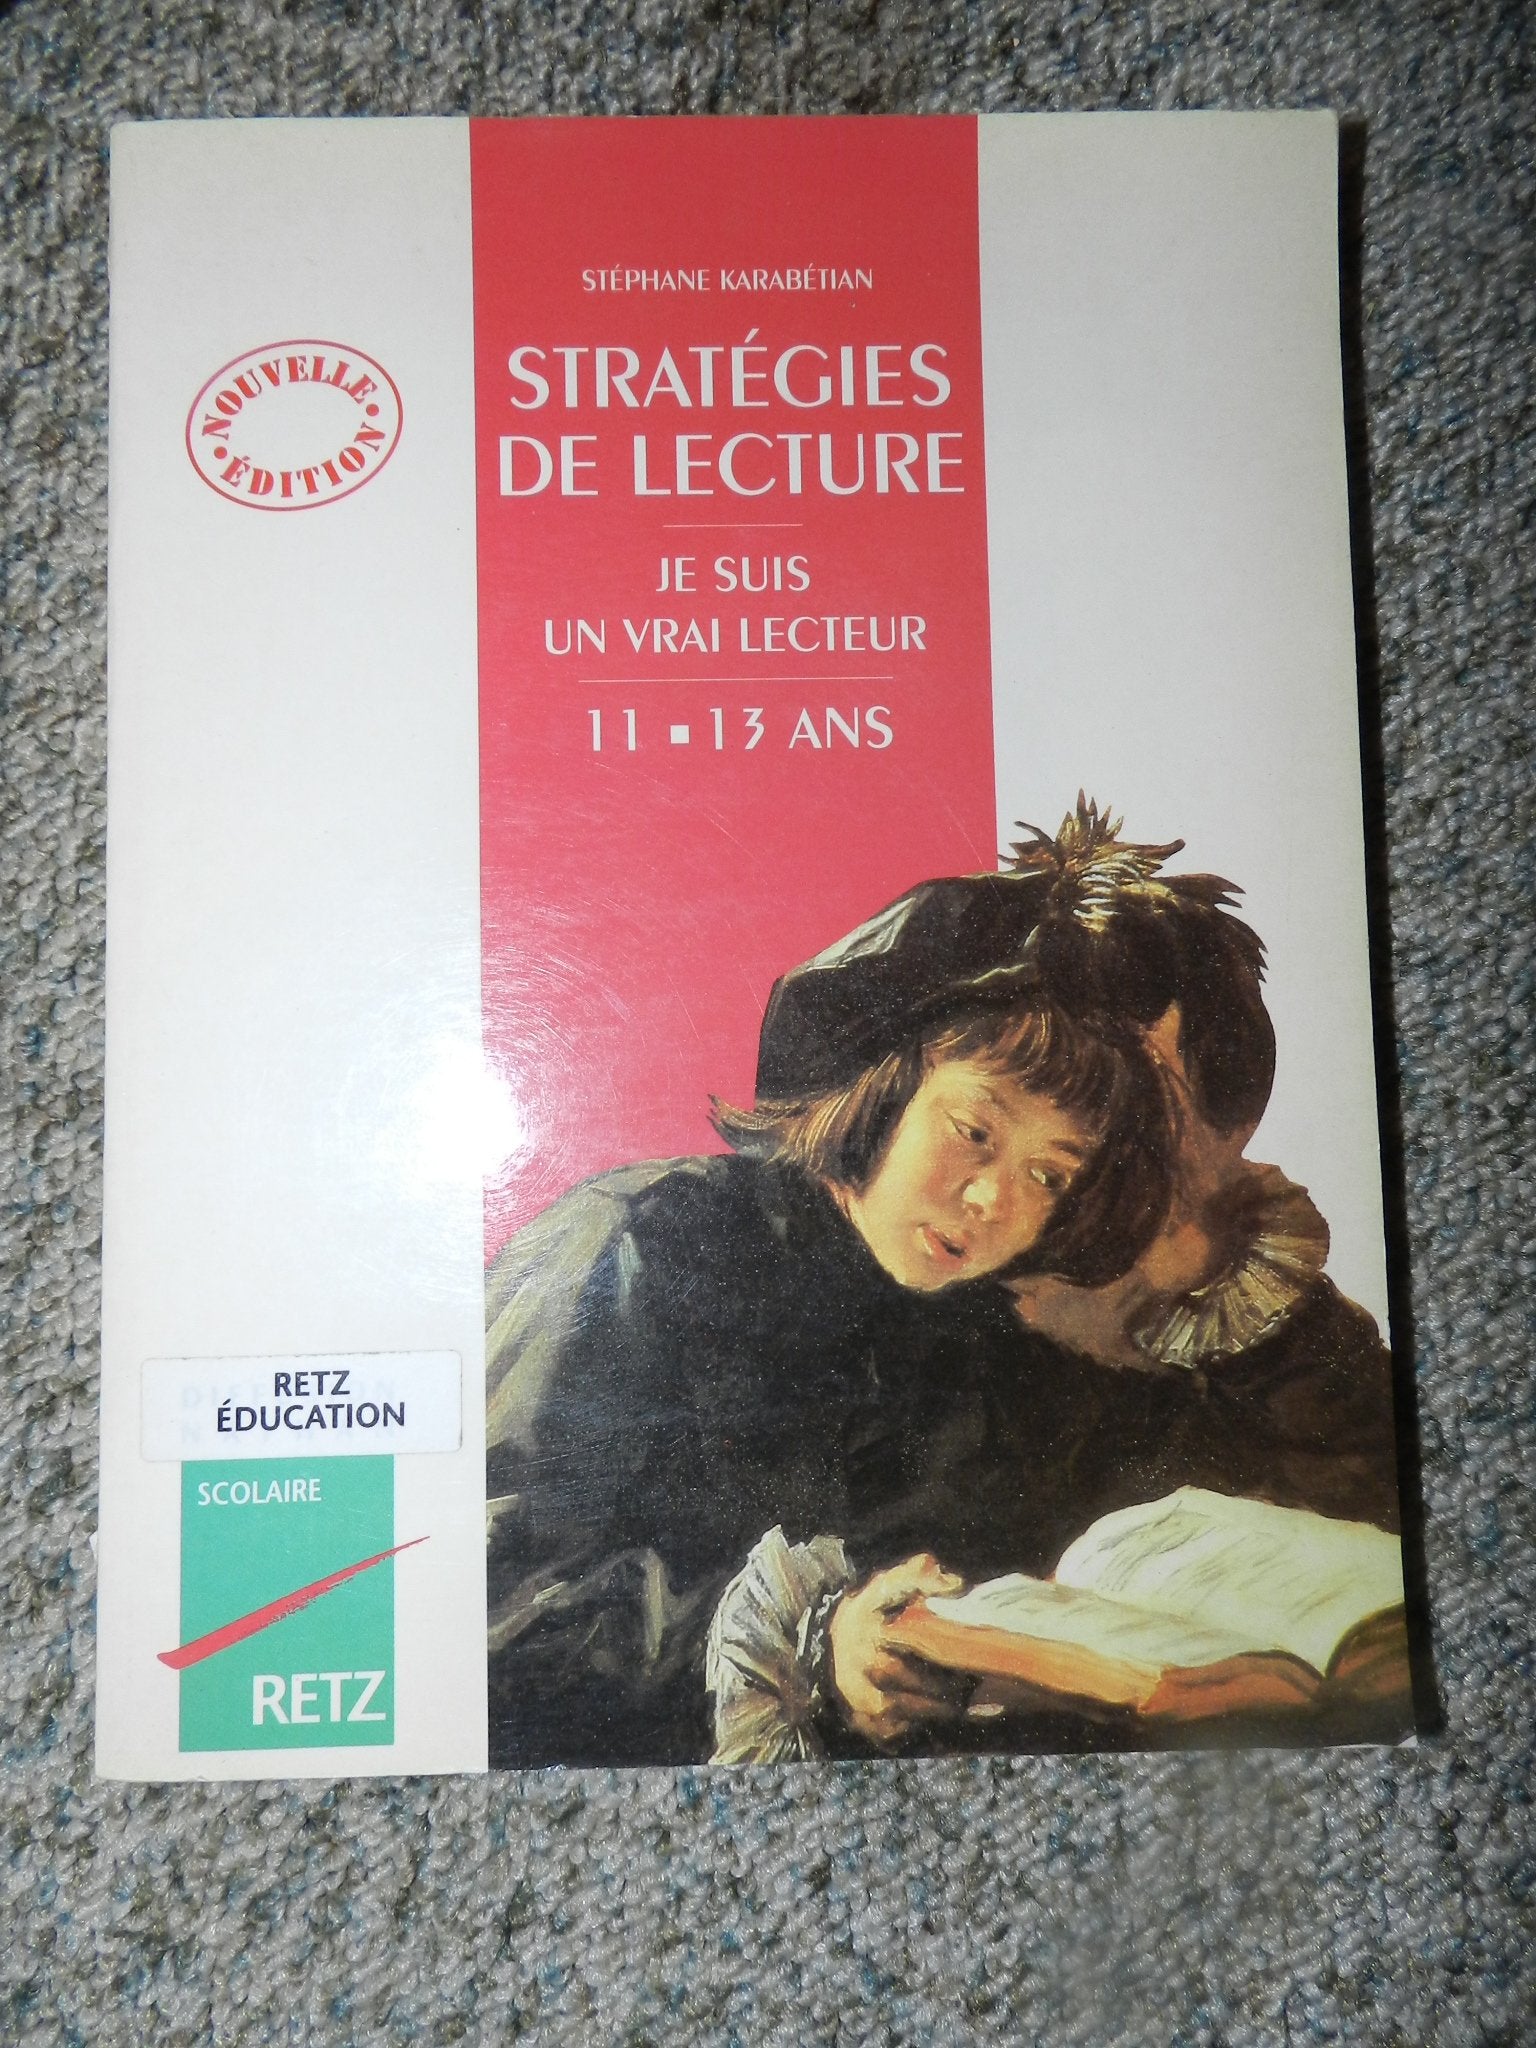 STÉPHANE KARABÉTIAN
NOUVELLE
ÉDITION
STRATÉGIES
DE LECTURE
JE SUIS
UN VRAI LECTEUR
11 ▪ 13 ANS
RETZ
ÉDUCATION
SCOLAIRE
RETZ